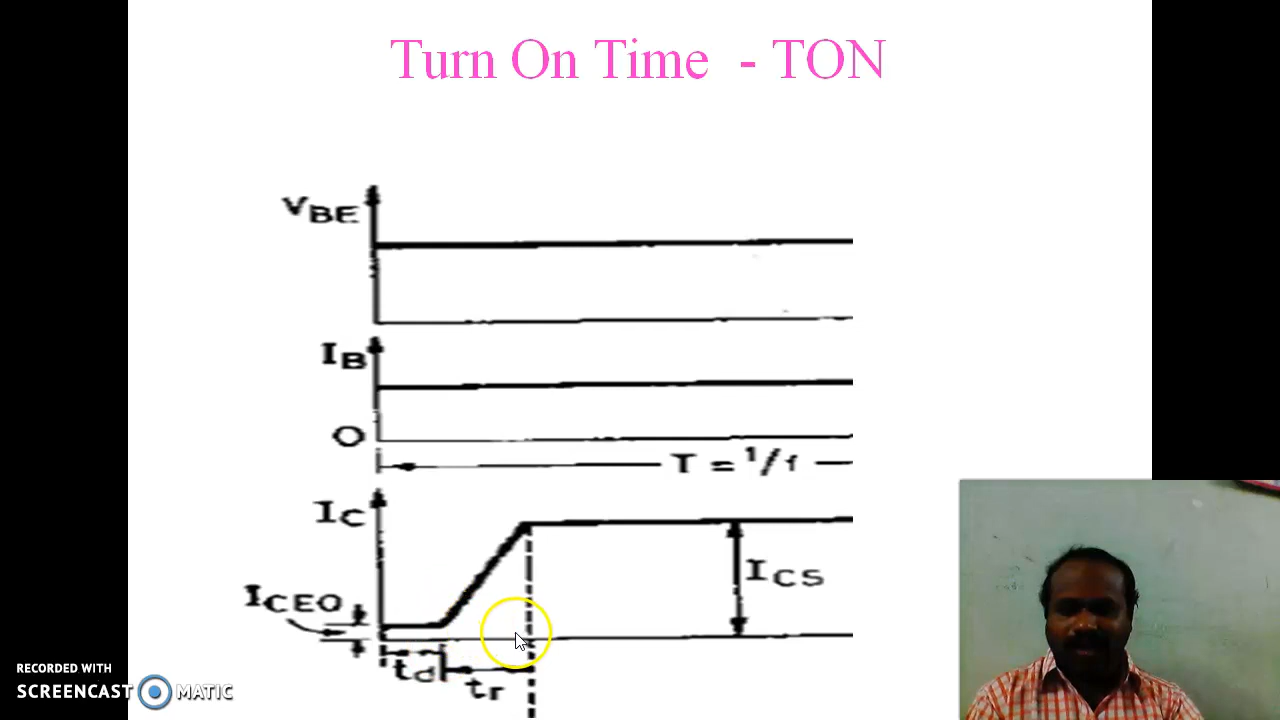 Turn On Time - TON
VBE
IB
O
T = 1/f
IC
ICS
ICEO
td
tr
RECORDED WITH
SCREENCAST MATIC